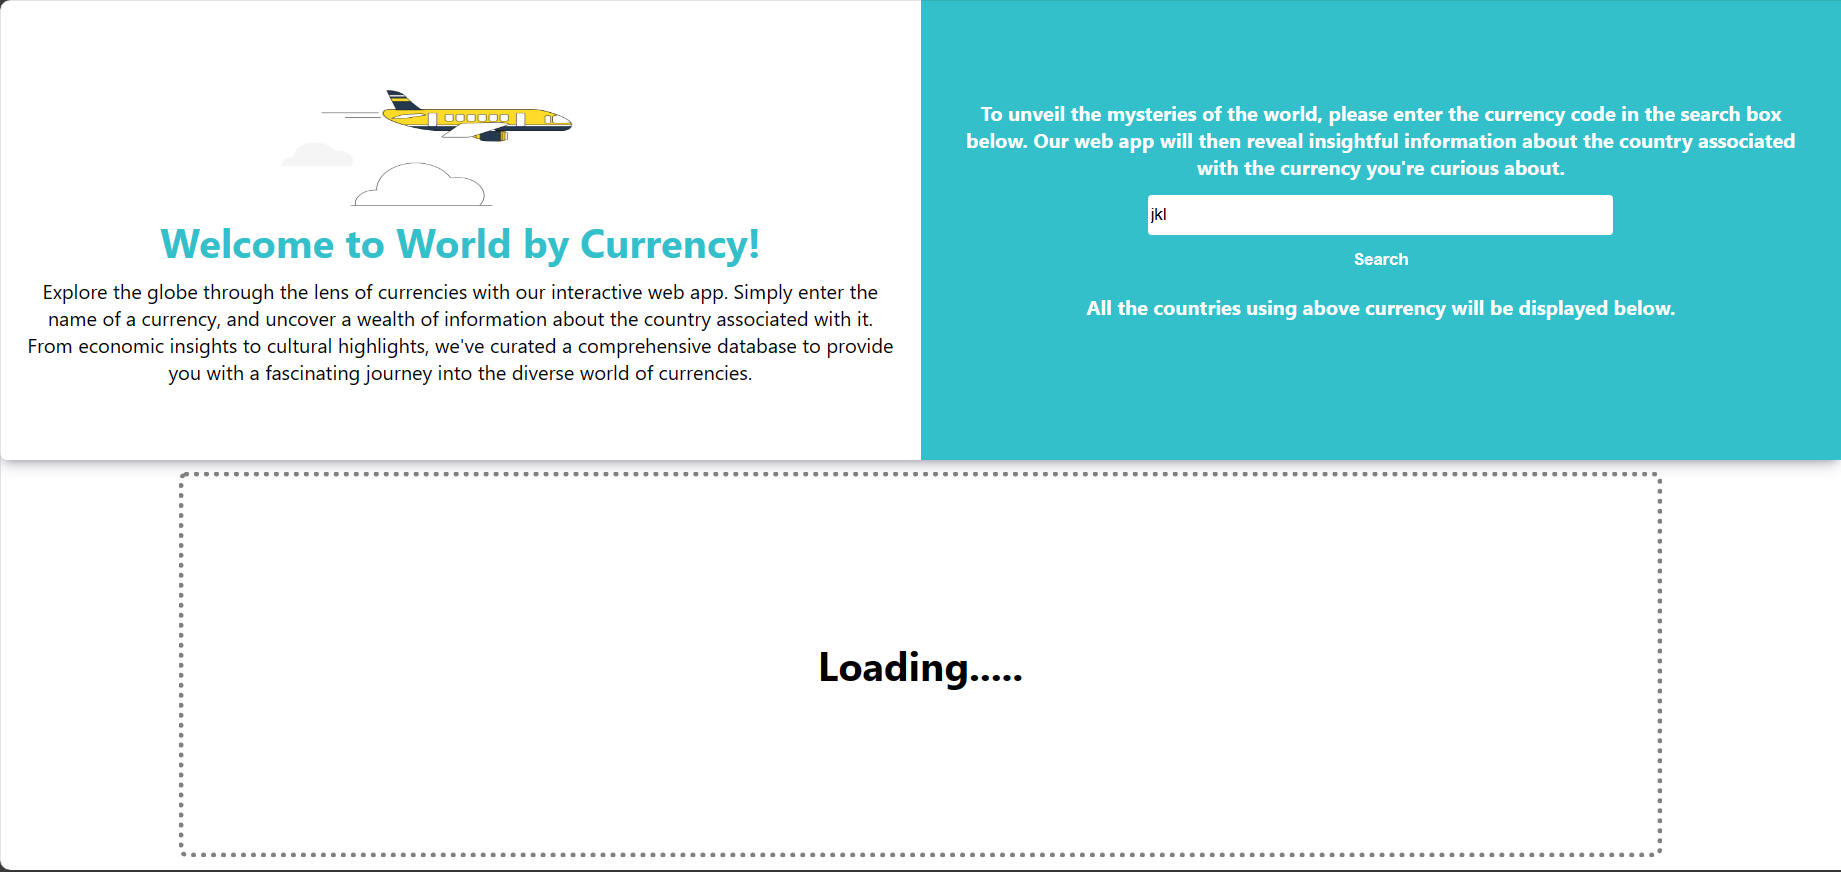 Welcome to World by Currency!
Explore the globe through the lens of currencies with our interactive web app. Simply enter the
name of a currency, and uncover a wealth of information about the country associated with it.
From economic insights to cultural highlights, we've curated a comprehensive database to provide
you with a fascinating journey into the diverse world of currencies.
To unveil the mysteries of the world, please enter the currency code in the search box
below. Our web app will then reveal insightful information about the country associated
with the currency you're curious about.
jkl
Search
All the countries using above currency will be displayed below.
Loading.....